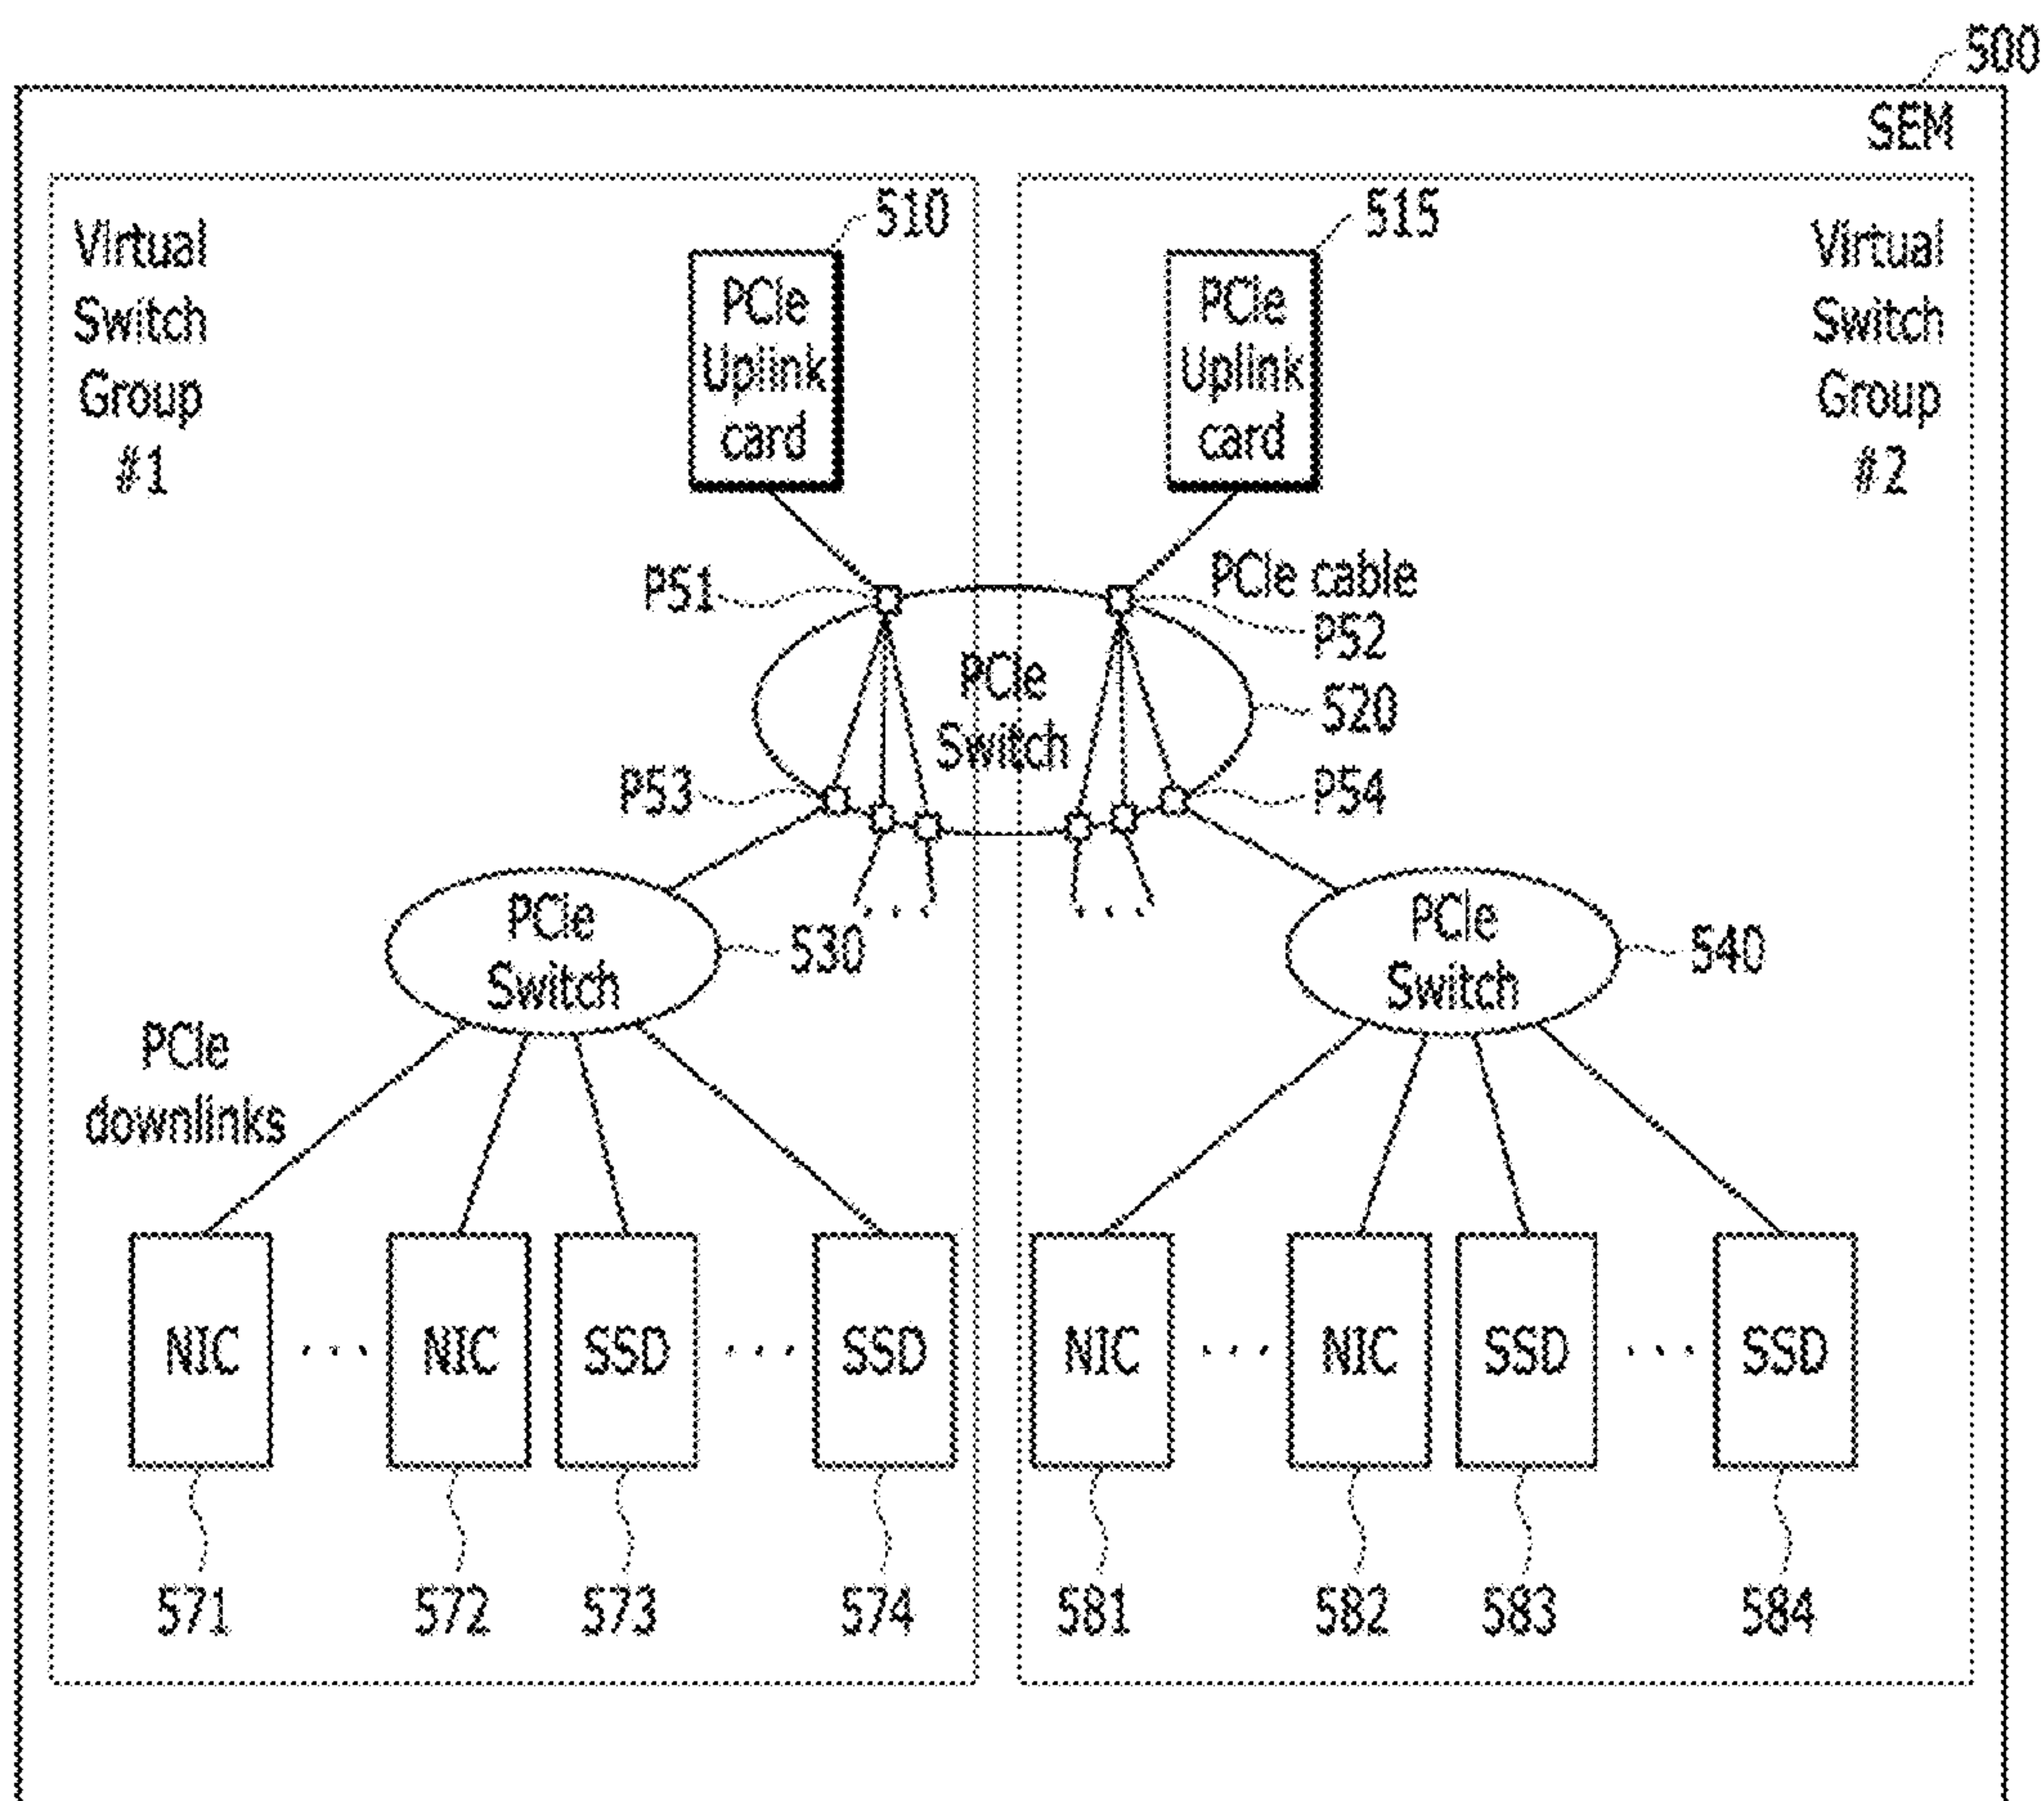 500
SEM
Virtual
Switch
Group
#1
510
PCIe
Uplink
card
515
PCIe
Uplink
card
Virtual
Switch
Group
#2
P51
PCIe cable
P52
PCIe
Switch
520
P53
P54
PCIe
Switch
530
PCIe
Switch
540
PCIe
downlinks
NIC
...
NIC
SSD
...
SSD
NIC
...
NIC
SSD
...
SSD
571
572
573
574
581
582
583
584